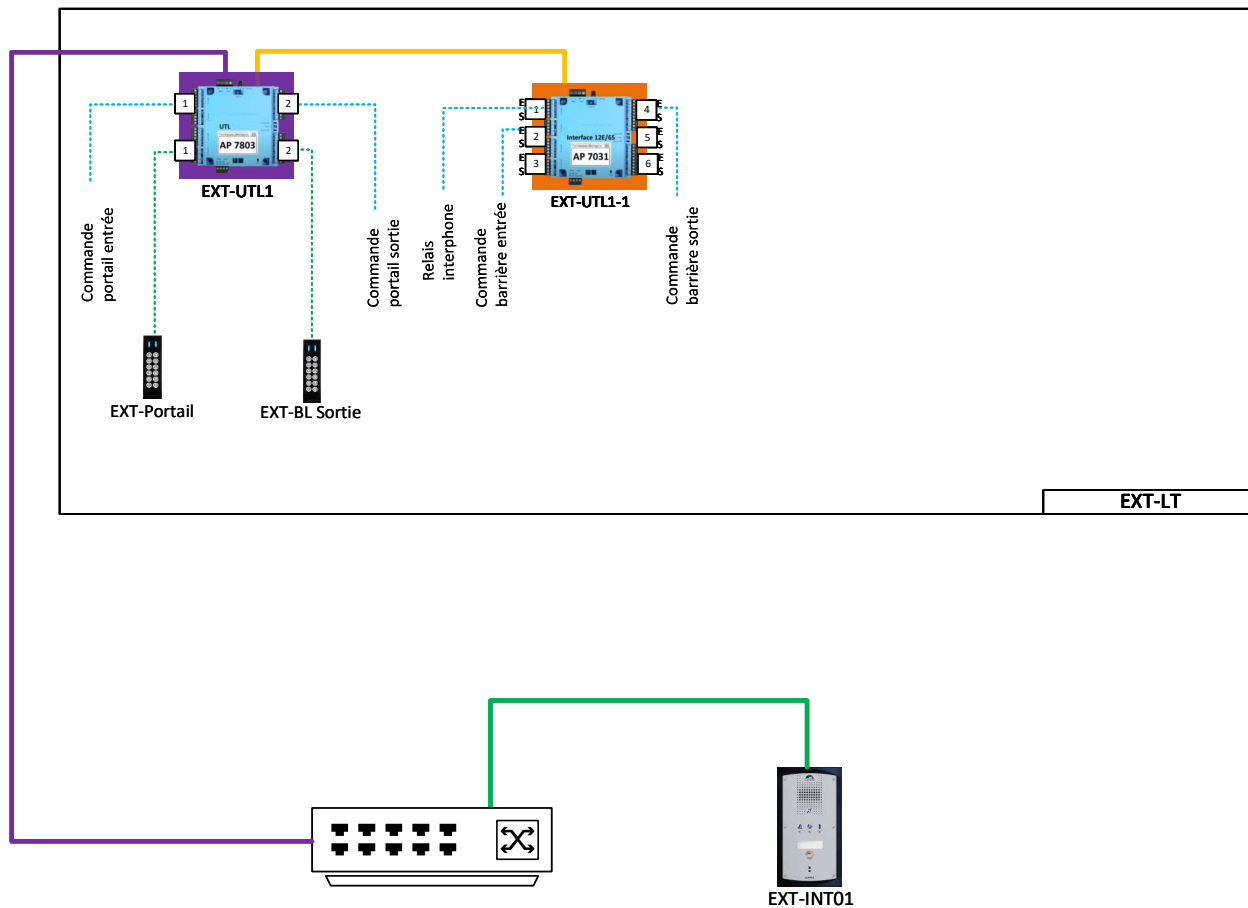 1
2
UTL
AP 7803
1
2
EXT-UTL1
E
S
1
E
S
2
E
S
3
Interface 12E/6S
AP 7031
4
E
S
5
E
S
6
E
S
EXT-UTL1-1
Commande
portail entrée
Commande
portail sortie
Relais
interphone
Commande
barrière entrée
Commande
barrière sortie
EXT-Portail
EXT-BL Sortie
EXT-LT
EXT-INT01